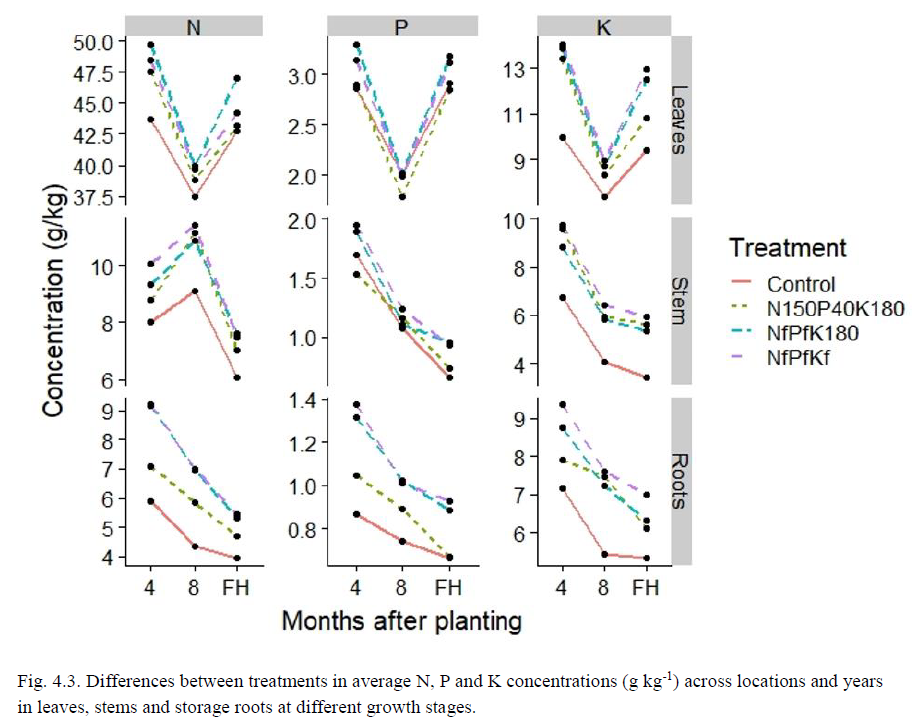 N P K
50.0
47.5
45.0
42.5
40.0
37.5
3.0
2.5
2.0
13
11
9
Leaves
10
8
6
2.0
1.5
1.0
10
8
6
4
Stem
9
8
7
6
5
4
1.4
1.2
1.0
0.8
9
8
7
6
Roots
Concentration (g/kg)
4 8 FH 4 8 FH 4 8 FH
Months after planting
Treatment
Control
N150P40K180
NfPfK180
NfPfKf
Fig. 4.3. Differences between treatments in average N, P and K concentrations (g kg-1) across locations and years
in leaves, stems and storage roots at different growth stages.